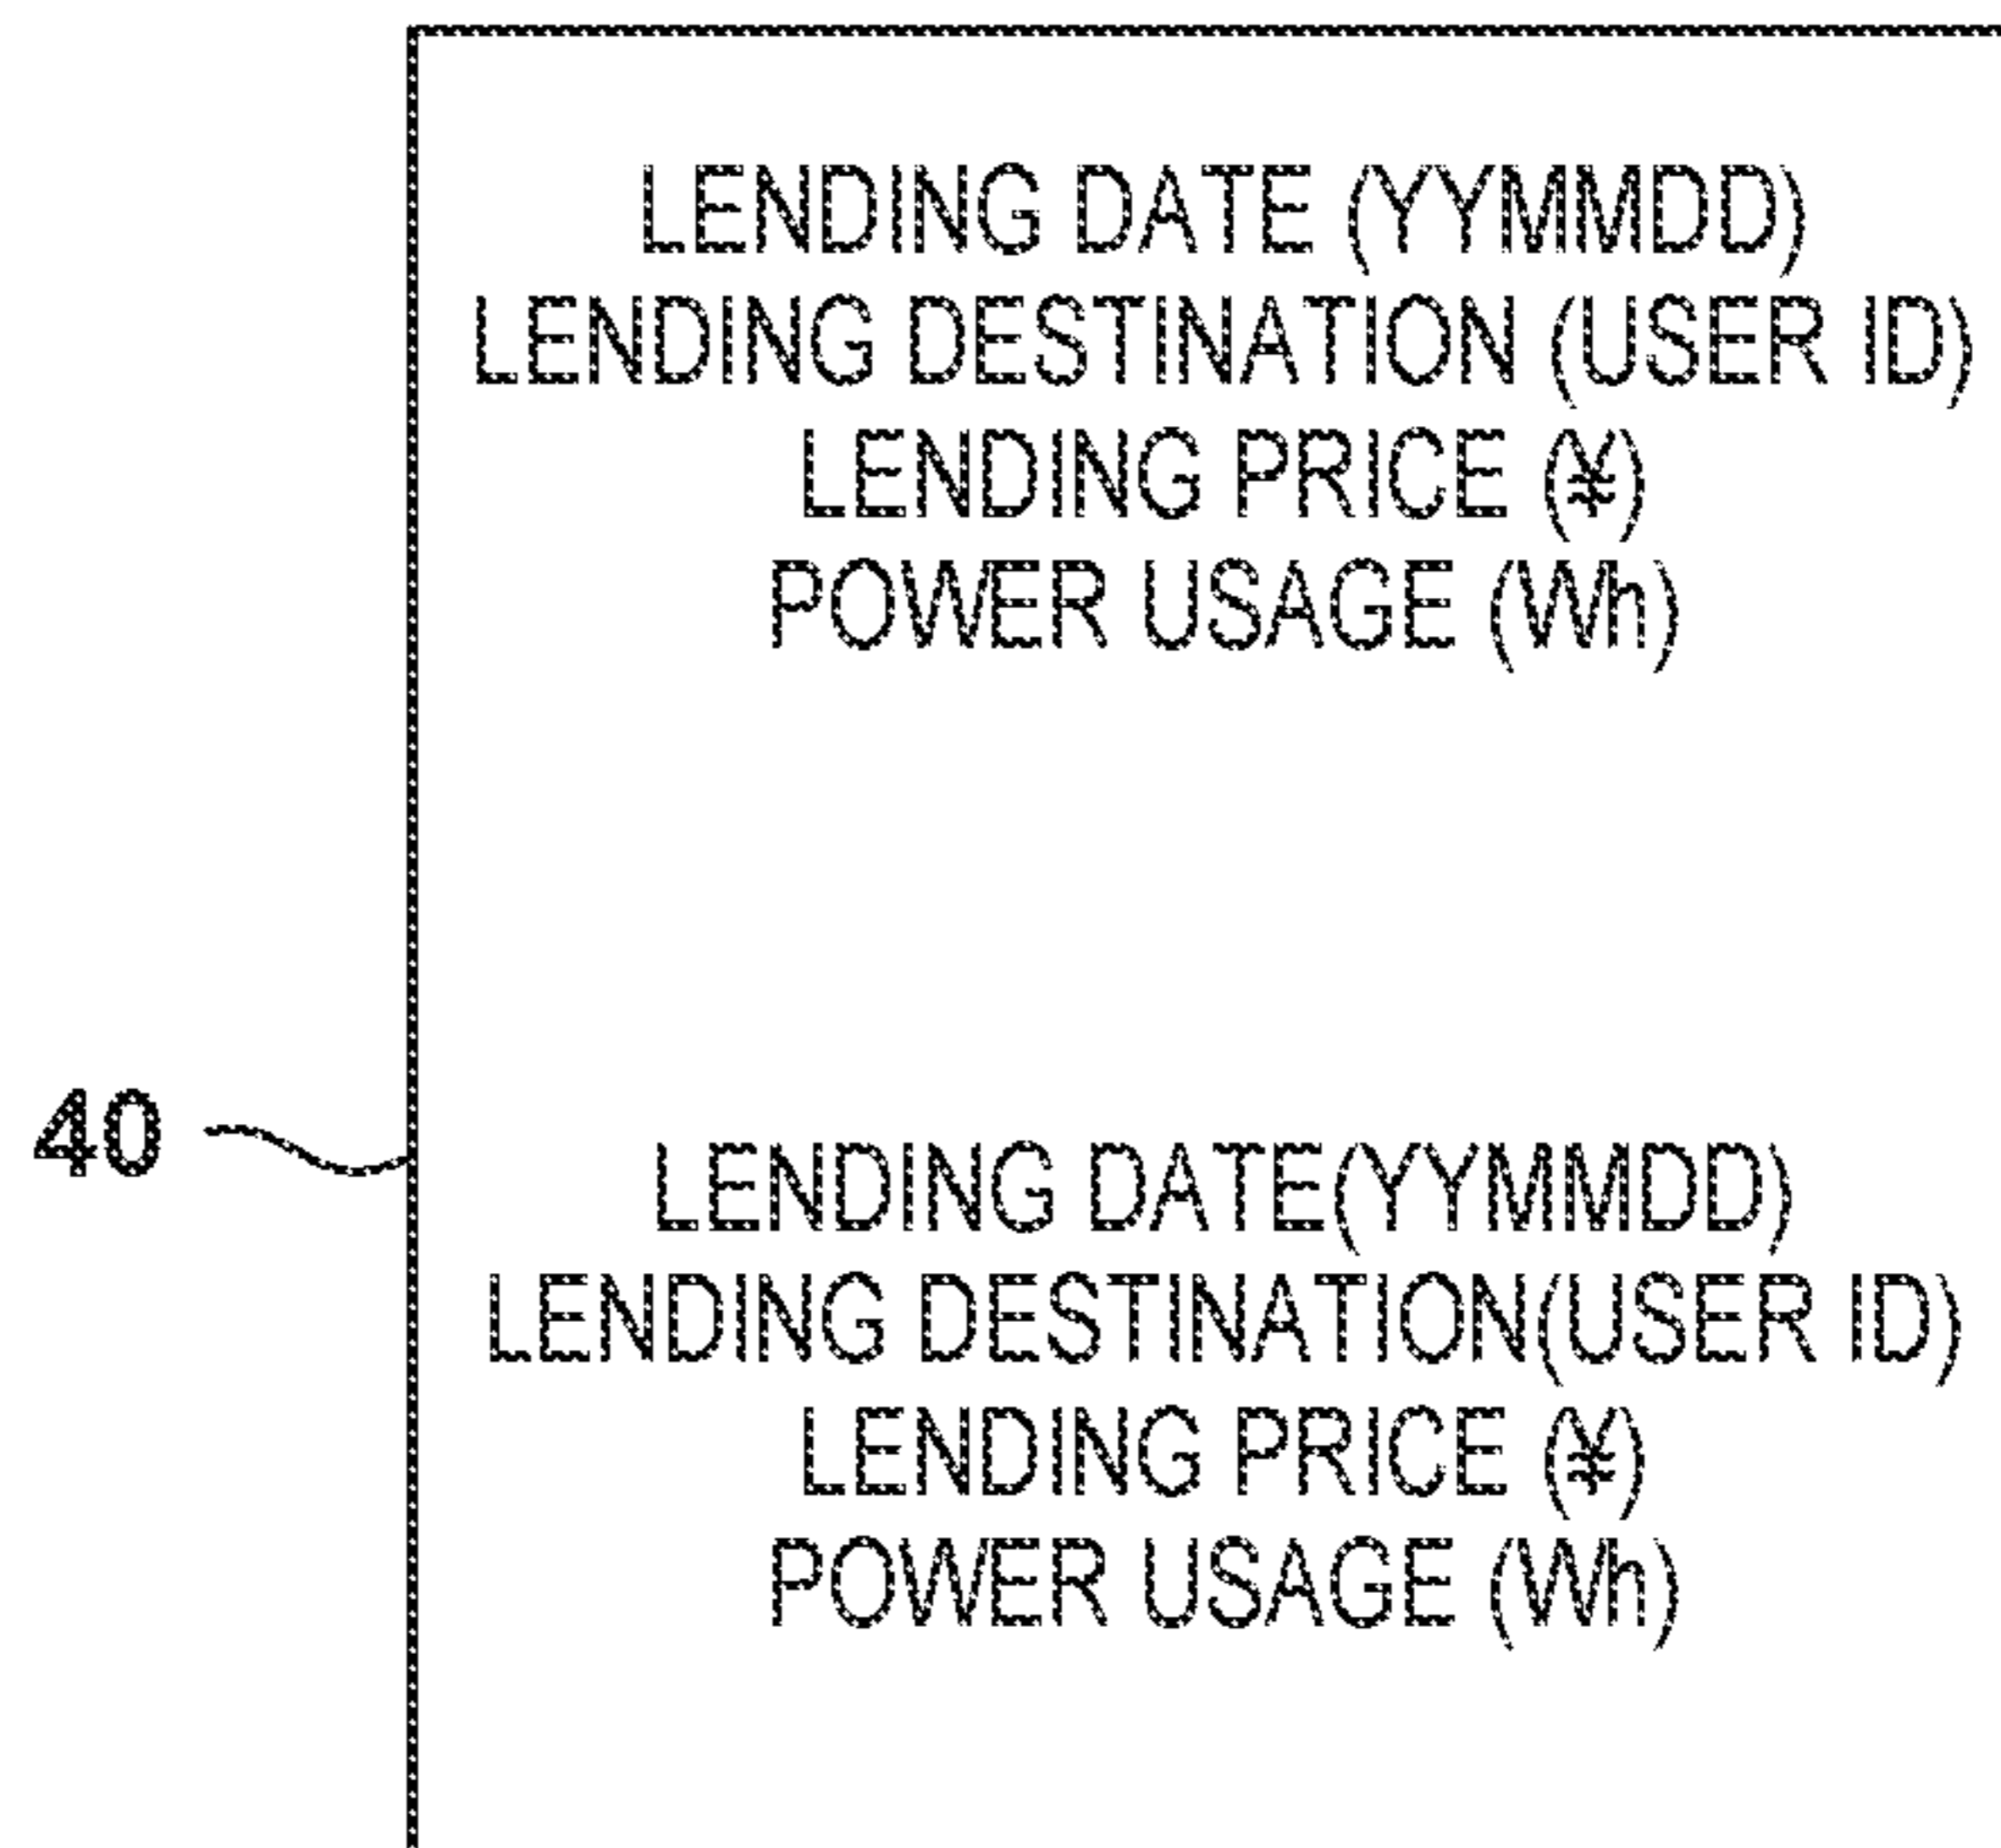 LENDING DATE (YYMMDD)
LENDING DESTINATION (USER ID)
LENDING PRICE (¥)
POWER USAGE (Wh)
40
LENDING DATE(YYMMDD)
LENDING DESTINATION(USER ID)
LENDING PRICE (¥)
POWER USAGE (Wh)